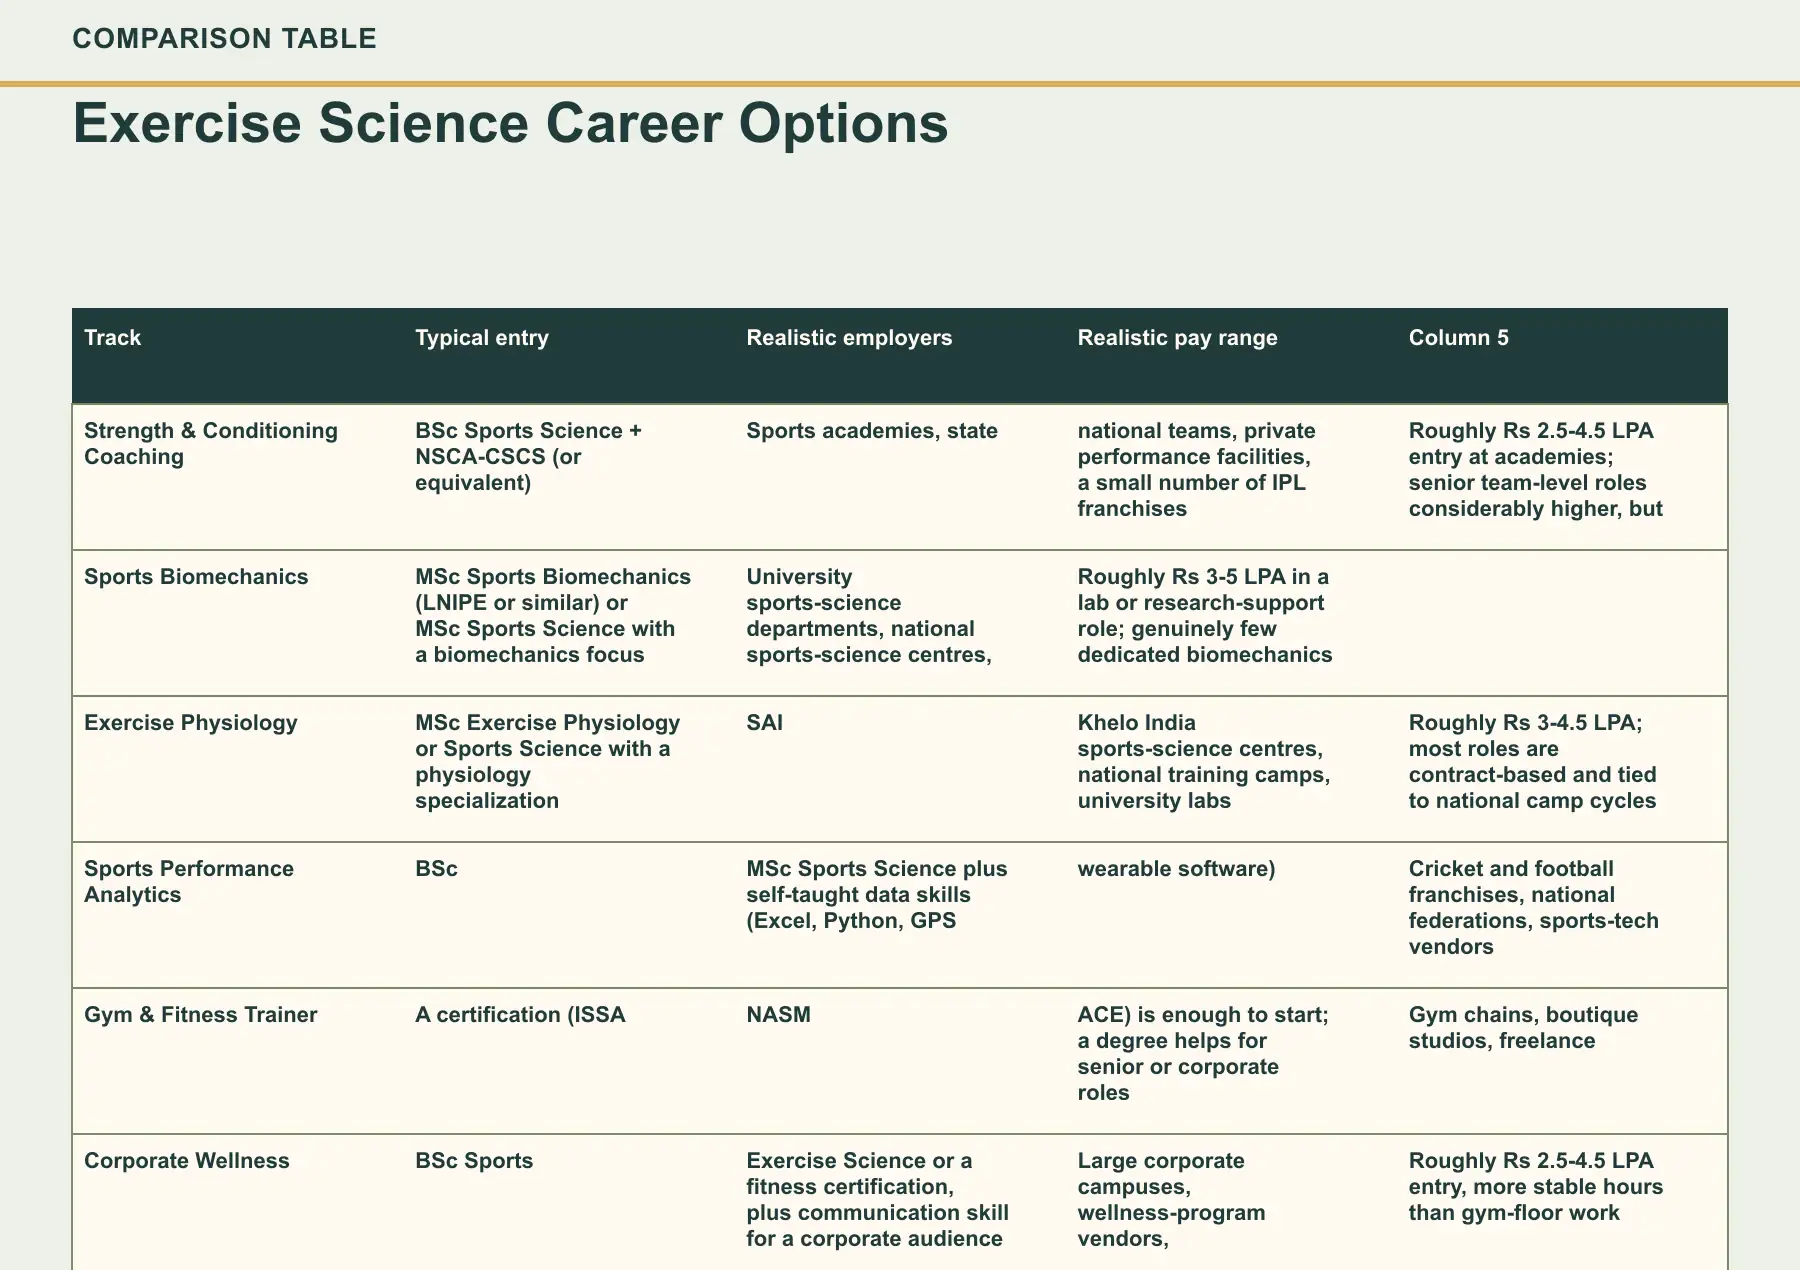 COMPARISON TABLE
Exercise Science Career Options
Track
Typical entry
Realistic employers
Realistic pay range
Column 5
Strength & Conditioning
Coaching
BSc Sports Science +
NSCA-CSCS (or
equivalent)
Sports academies, state
national teams, private
performance facilities,
a small number of IPL
franchises
Roughly Rs 2.5-4.5 LPA
entry at academies;
senior team-level roles
considerably higher, but
Sports Biomechanics
MSc Sports Biomechanics
(LNIPE or similar) or
MSc Sports Science with
a biomechanics focus
University
sports-science
departments, national
sports-science centres,
Roughly Rs 3-5 LPA in a
lab or research-support
role; genuinely few
dedicated biomechanics
Exercise Physiology
MSc Exercise Physiology
or Sports Science with a
physiology
specialization
SAI
Khelo India
sports-science centres,
national training camps,
university labs
Roughly Rs 3-4.5 LPA;
most roles are
contract-based and tied
to national camp cycles
Sports Performance
Analytics
BSc
MSc Sports Science plus
self-taught data skills
(Excel, Python, GPS
wearable software)
Cricket and football
franchises, national
federations, sports-tech
vendors
Gym & Fitness Trainer
A certification (ISSA
NASM
ACE) is enough to start;
a degree helps for
senior or corporate
roles
Gym chains, boutique
studios, freelance
Corporate Wellness
BSc Sports
Exercise Science or a
fitness certification,
plus communication skill
for a corporate audience
Large corporate
campuses,
wellness-program
vendors,
Roughly Rs 2.5-4.5 LPA
entry, more stable hours
than gym-floor work